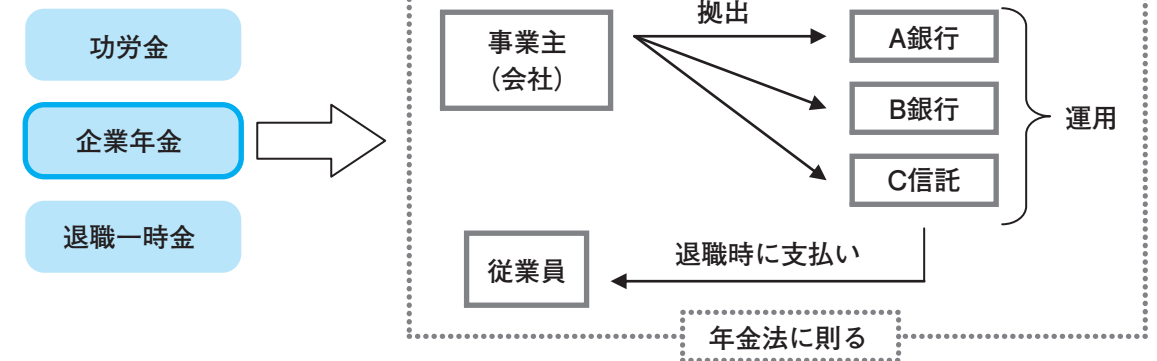 功労金
企業年金
退職一時金
事業主
（会社）
拠出
A銀行
B銀行
C信託
運用
従業員
退職時に支払い
年金法に則る